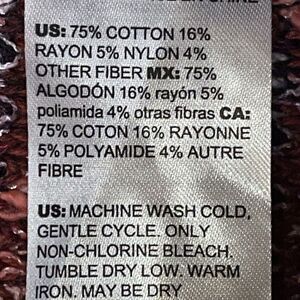 US: 75% COTTON 16%
RAYON 5% NYLON 4%
OTHER FIBER MX: 75%
ALGODÓN 16% rayón 5%
poliamida 4% otras fibras CA:
75% COTON 16% RAYONNE
5% POLYAMIDE 4% AUTRE
FIBRE
US: MACHINE WASH COLD,
GENTLE CYCLE. ONLY
NON-CHLORINE BLEACH.
TUMBLE DRY LOW. WARM
IRON. MAY BE DRY